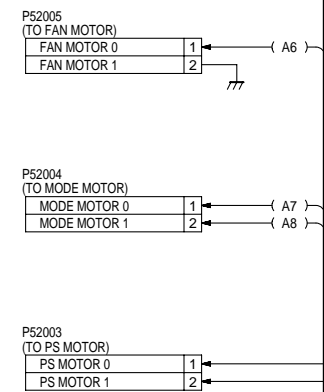 P52005
(TO FAN MOTOR)
FAN MOTOR 0 1 A6
FAN MOTOR 1 2
P52004
(TO MODE MOTOR)
MODE MOTOR 0 1 A7
MODE MOTOR 1 2 A8
P52003
(TO PS MOTOR)
PS MOTOR 0 1
PS MOTOR 1 2